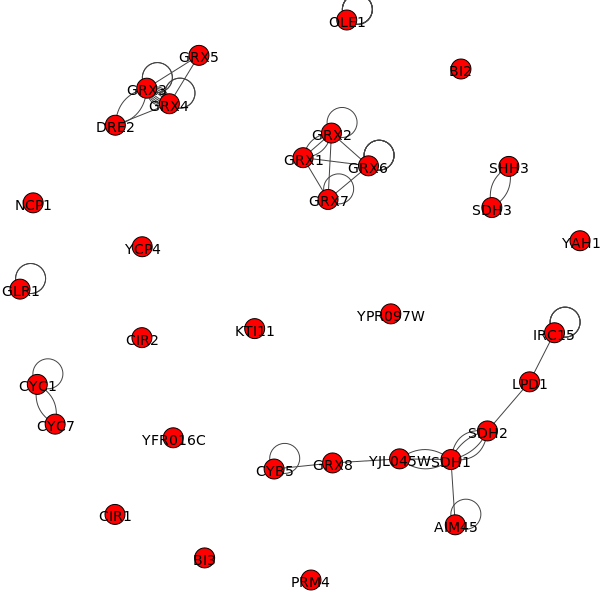 OLE1
GRX5
BI2
GRX3
GRX4
DRE2
GRX2
GRX1
GRX6
GRX7
SHH3
SDH3
NCP1
YCP4
YAH1
GLR1
YPR097W
KTI11
CIR2
IRC15
LPD1
CYC1
CYC7
YFR016C
SDH2
CYB5
GRX8
YJL045W
SDH1
CIR1
AIM45
BI3
PRM4